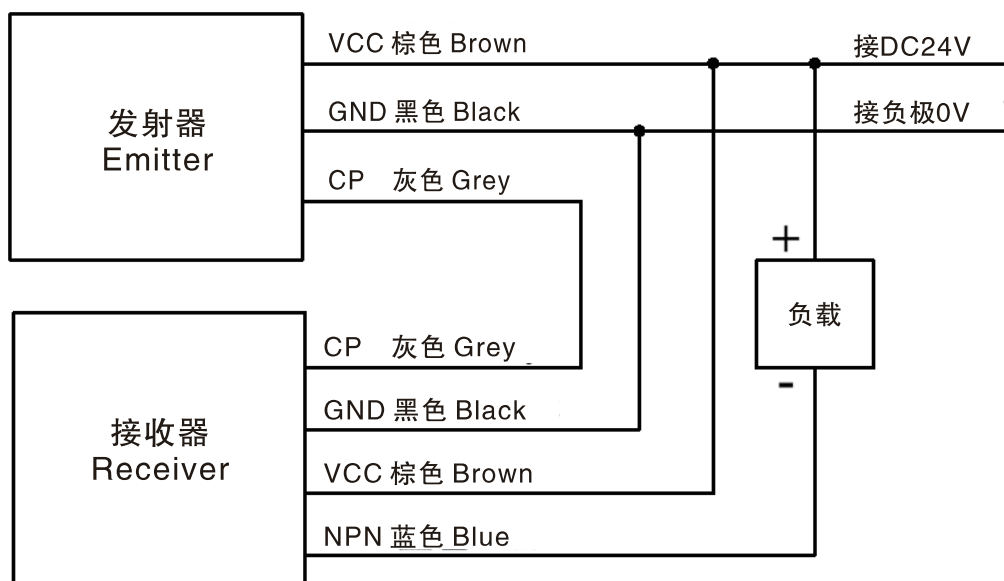 VCC 棕色 Brown
接DC24V
GND 黑色 Black
接负极0V
发射器
Emitter
CP 灰色 Grey
+
负载
-
CP 灰色 Grey
GND 黑色 Black
接收器
Receiver
VCC 棕色 Brown
NPN 蓝色 Blue